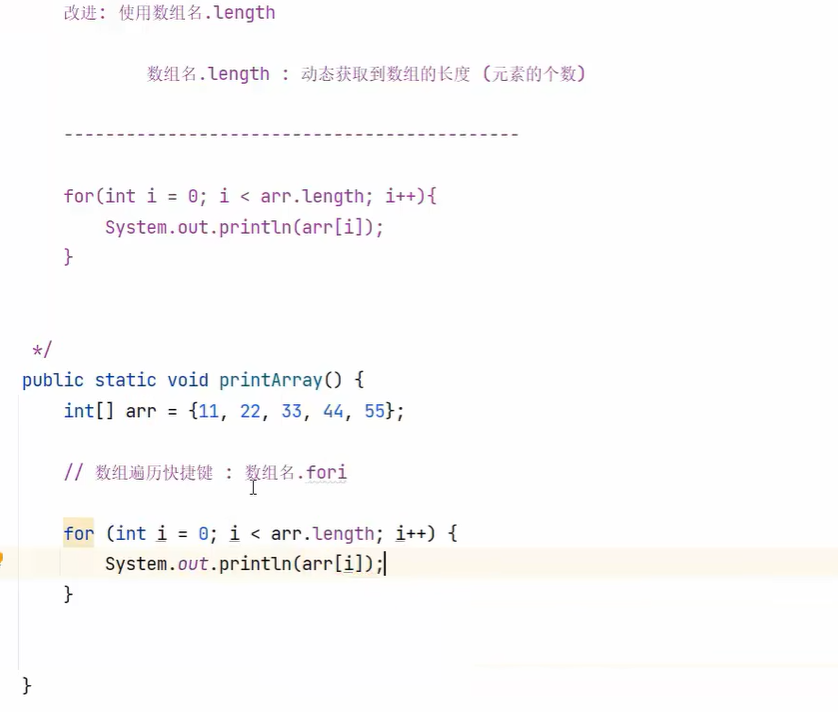 改进: 使用数组名.length
数组名.length : 动态获取到数组的长度 (元素的个数)
--------------------------------------------
for(int i = 0; i < arr.length; i++){
System.out.println(arr[i]);
}
*/
public static void printArray() {
int[] arr = {11, 22, 33, 44, 55};
// 数组遍历快捷键 : 数组名.fori
for (int i = 0; i < arr.length; i++) {
System.out.println(arr[i]);
}
}